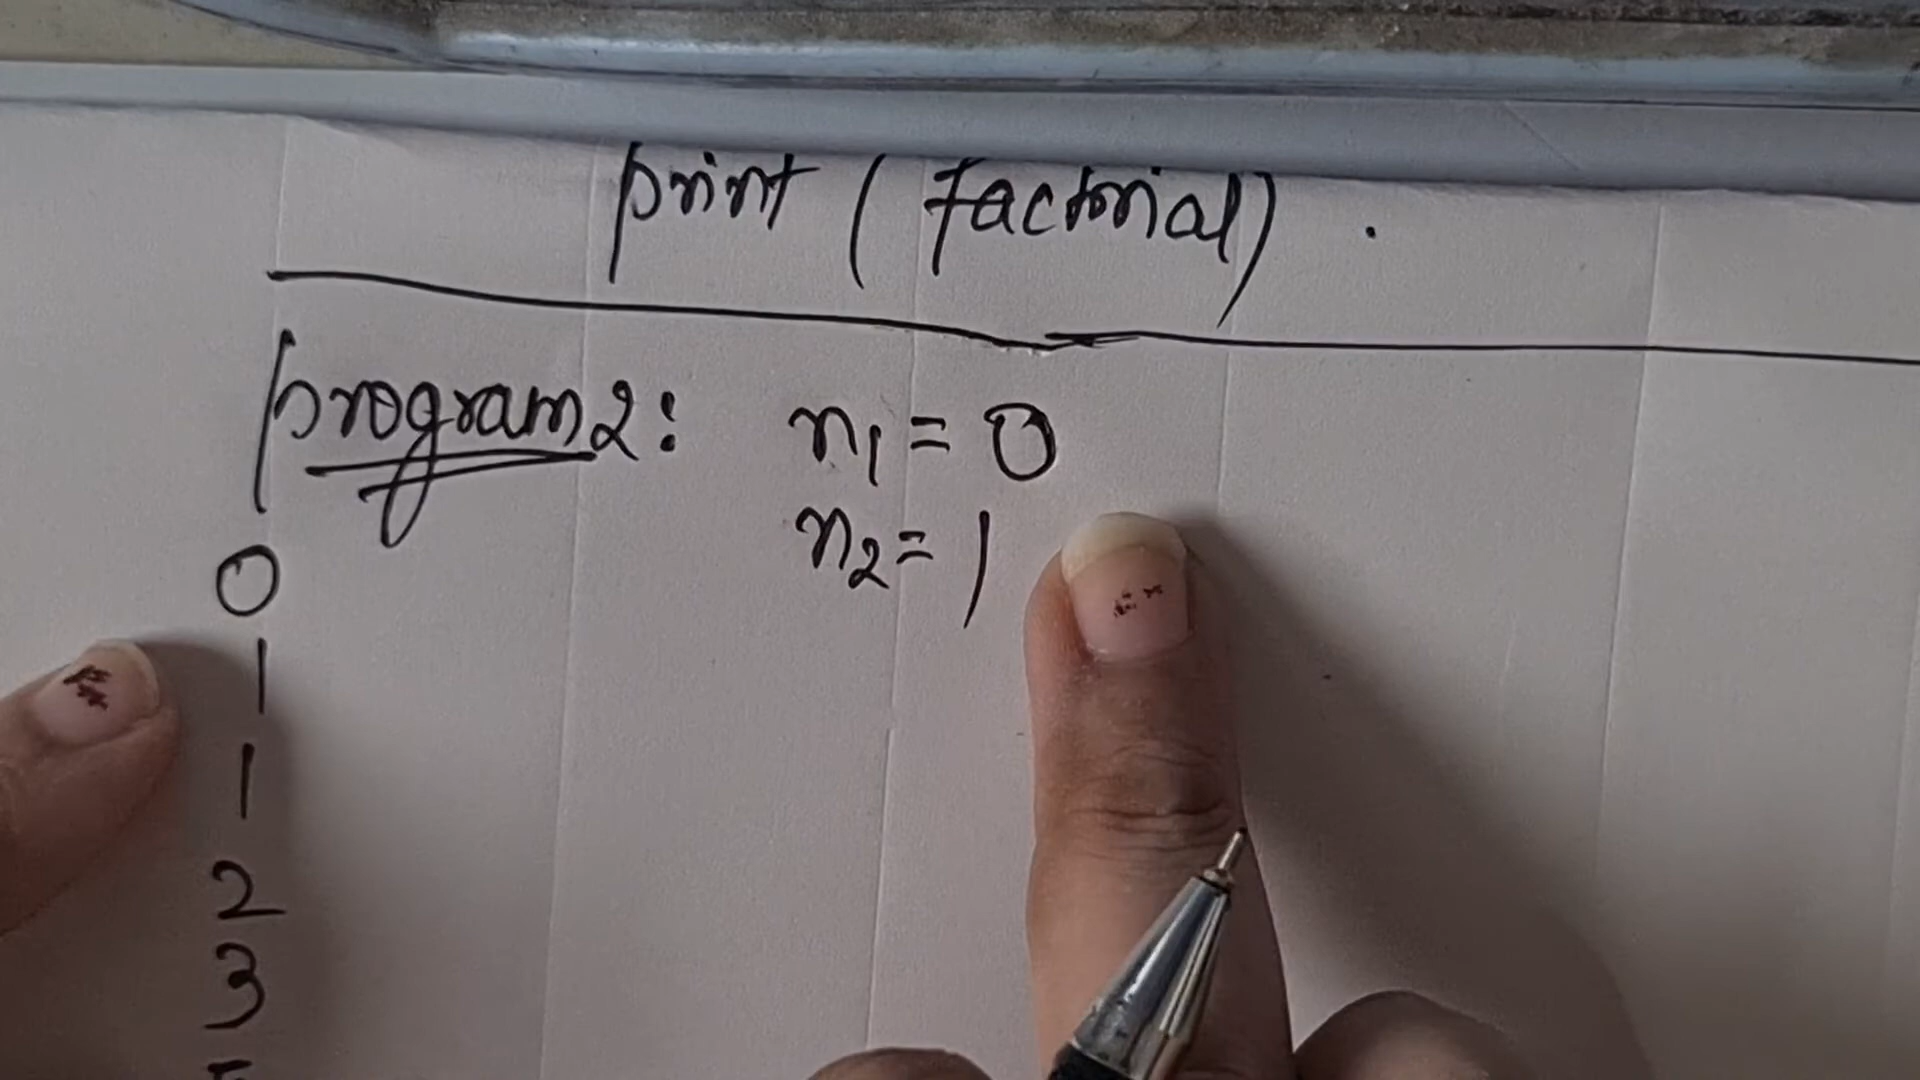 print (factorial) .
program2: n1 = 0
n2 = 1
0
1
1
2
3